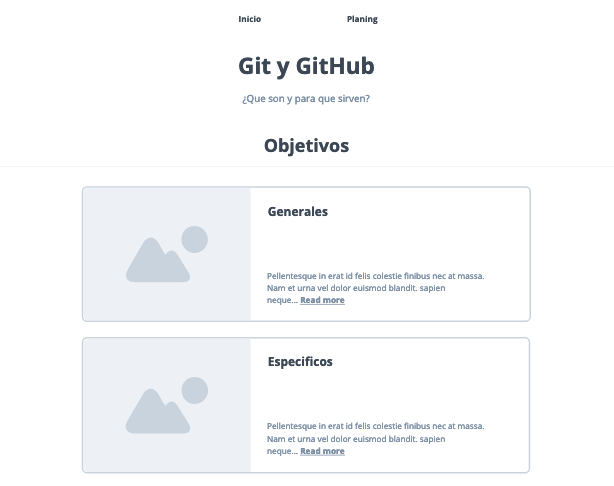 Inicio
Planing
Git y GitHub
¿Que son y para que sirven?
Objetivos
Generales
Pellentesque in erat id felis colestie finibus nec at massa.
Nam et urna vel dolor euismod blandit. sapien
neque... Read more
Especificos
Pellentesque in erat id felis colestie finibus nec at massa.
Nam et urna vel dolor euismod blandit. sapien
neque... Read more